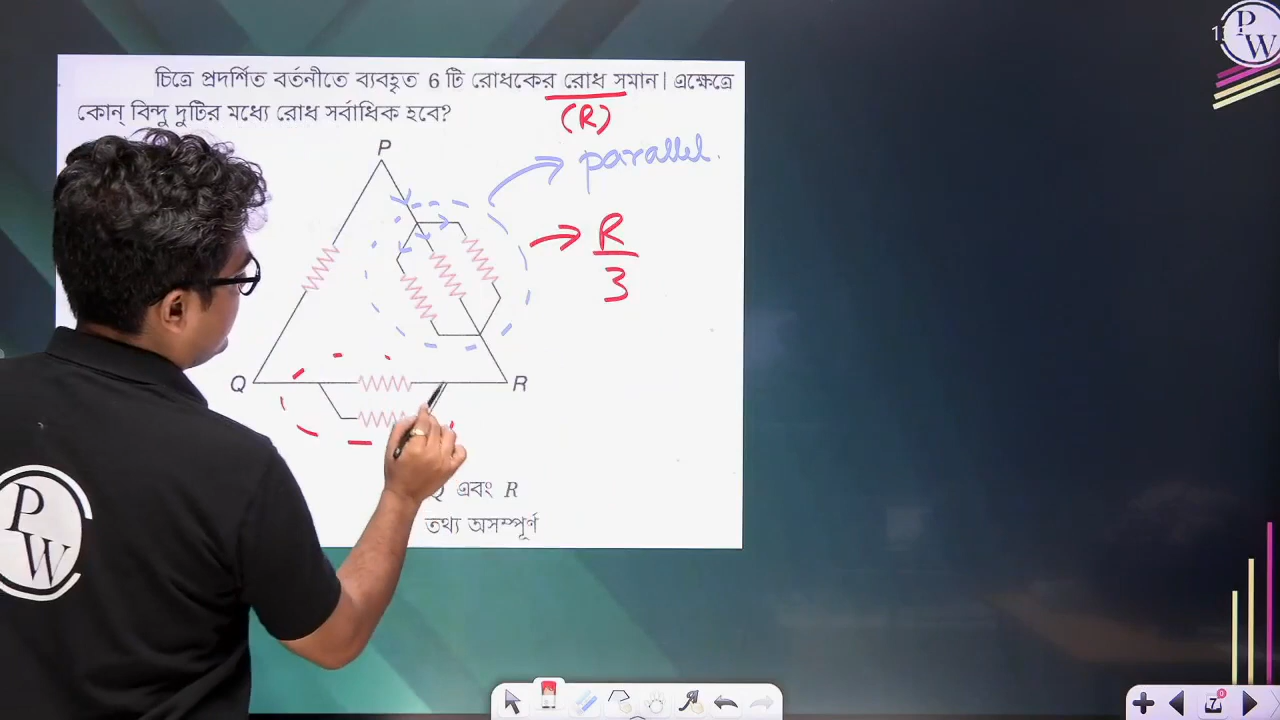 চিত্রে প্রদর্শিত বর্তনীতে ব্যবহৃত 6 টি রোধকের রোধ সমান। এক্ষেত্রে
কোন্ বিন্দু দুটির মধ্যে রোধ সর্বাধিক হবে?
(R)
parallel.
P
R
3
Q
R
এবং R
তথ্য অসম্পূর্ণ
P
W
P
W